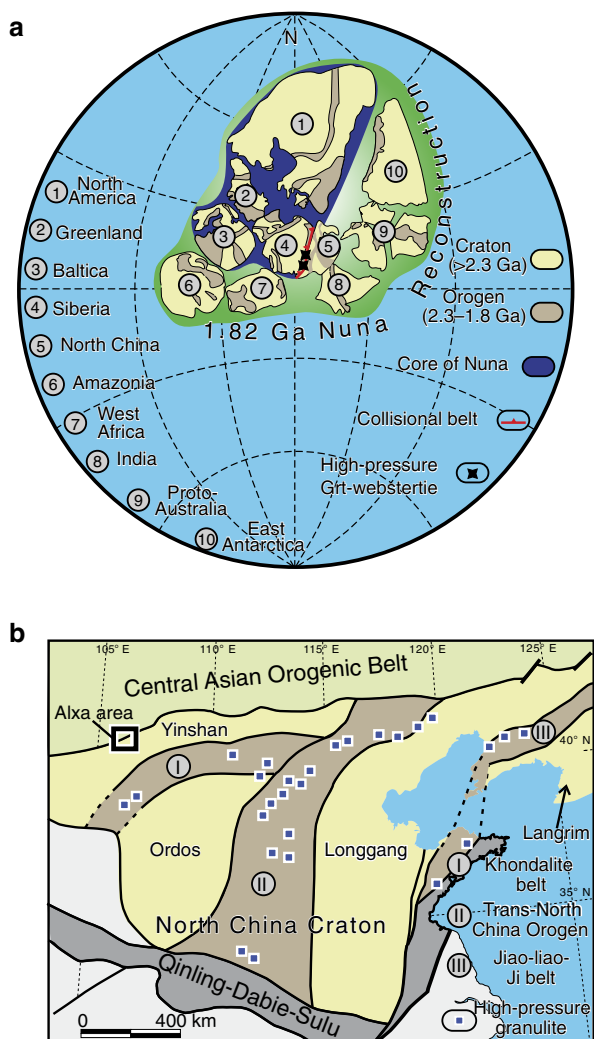 a
N
1
10
2
3
4
5
9
6
7
8
Reconstruction
1.82 Ga Nuna
1 North America
2 Greenland
3 Baltica
4 Siberia
5 North China
6 Amazonia
7 West Africa
8 India
9 Proto-Australia
10 East Antarctica
Craton
(>2.3 Ga)
Orogen
(2.3–1.8 Ga)
Core of Nuna
Collisional belt
High-pressure
Grt-webstertie
b
105° E
110° E
115° E
120° E
125° E
Central Asian Orogenic Belt
Alxa area
Yinshan
III
40° N
I
Langrim
Ordos
Longgang
I Khondalite
belt
II
35° N
II Trans-North
China Orogen
North China Craton
III Jiao-liao-
Ji belt
Qinling-Dabie-Sulu
High-pressure
granulite
0 400 km